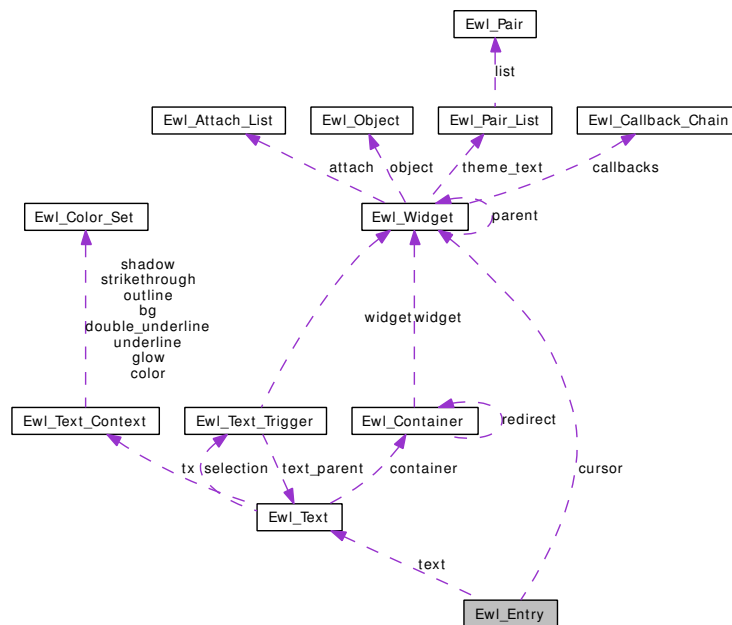 Ewl_Pair
list
Ewl_Attach_List
Ewl_Object
Ewl_Pair_List
Ewl_Callback_Chain
attach
object
theme_text
callbacks
Ewl_Color_Set
Ewl_Widget
parent
shadow
strikethrough
outline
bg
double_underline
underline
glow
color
widget
widget
Ewl_Text_Context
Ewl_Text_Trigger
Ewl_Container
redirect
tx
selection
text_parent
container
cursor
Ewl_Text
text
Ewl_Entry